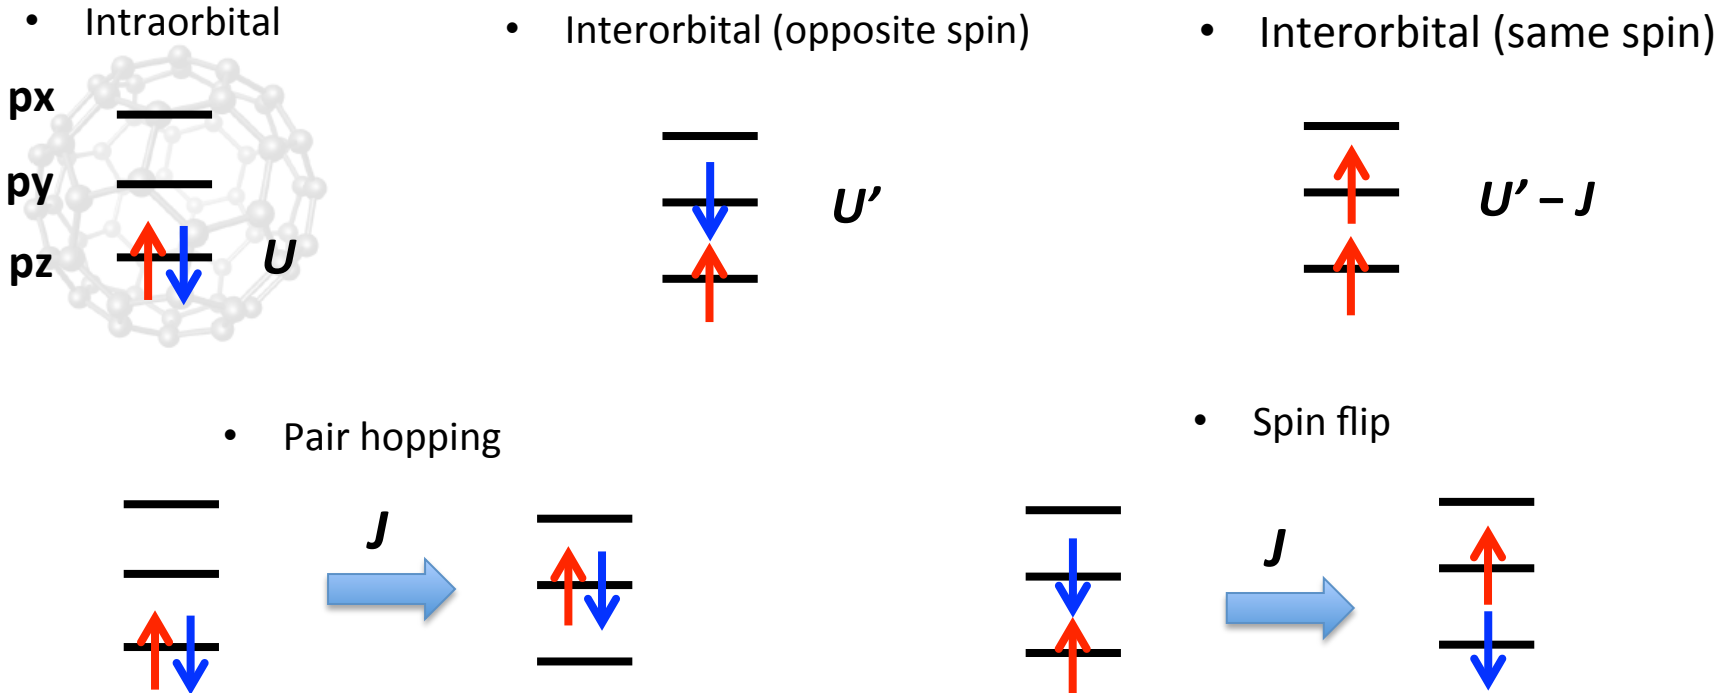 • Intraorbital
px
py
pz
U
• Interorbital (opposite spin)
U’
• Interorbital (same spin)
U’ – J
• Pair hopping
J
• Spin flip
J